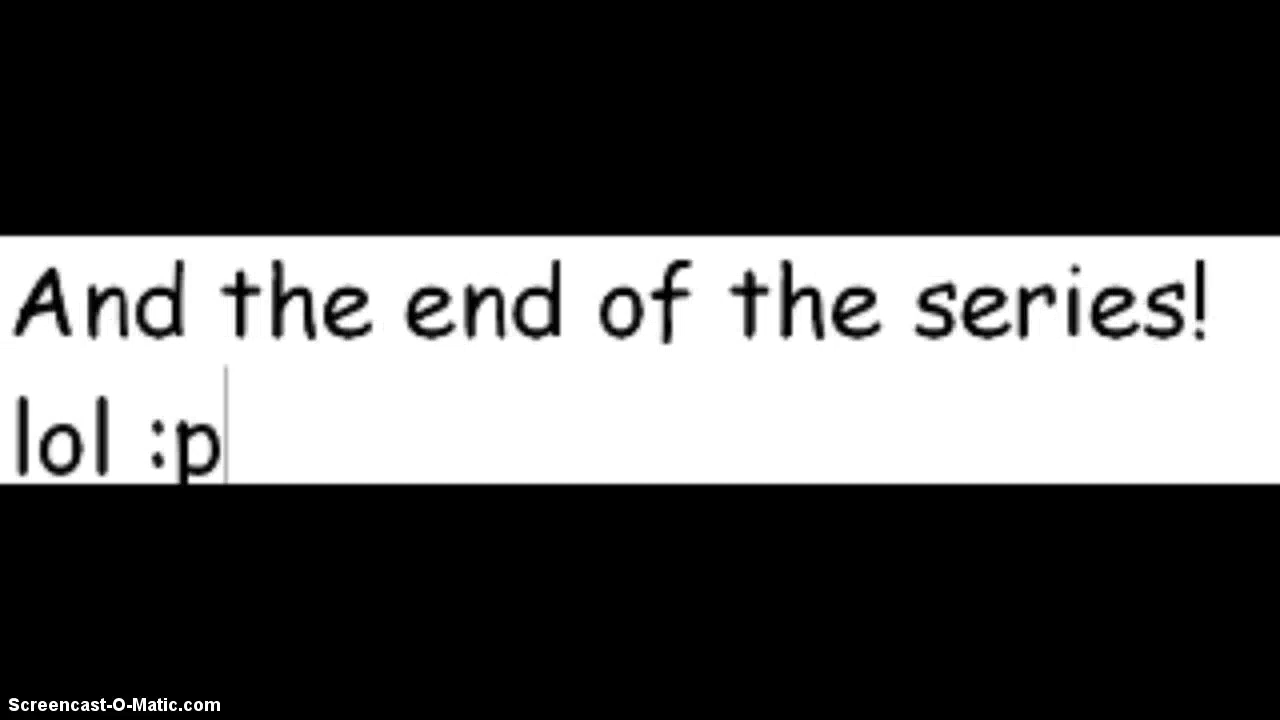 And the end of the series!
lol :p
Screencast-O-Matic.com